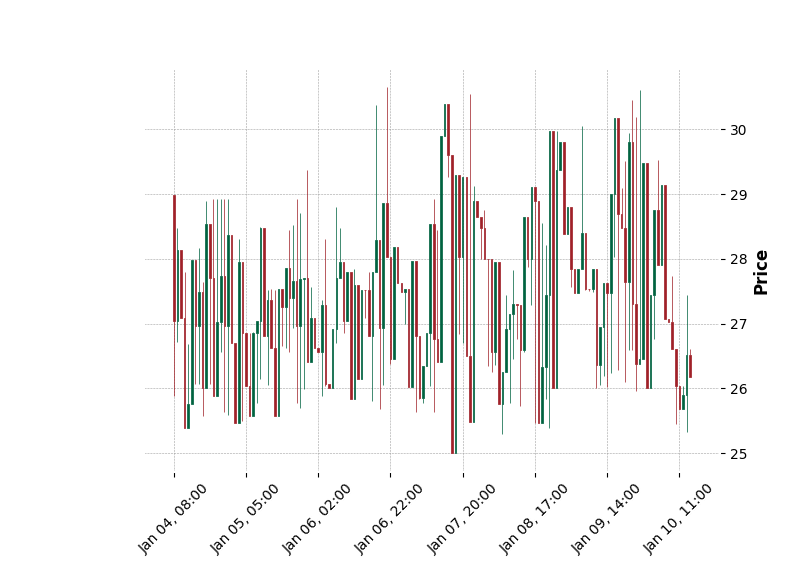 30
29
28
27
26
25
Price
Jan 04, 08:00
Jan 05, 05:00
Jan 06, 02:00
Jan 06, 22:00
Jan 07, 20:00
Jan 08, 17:00
Jan 09, 14:00
Jan 10, 11:00